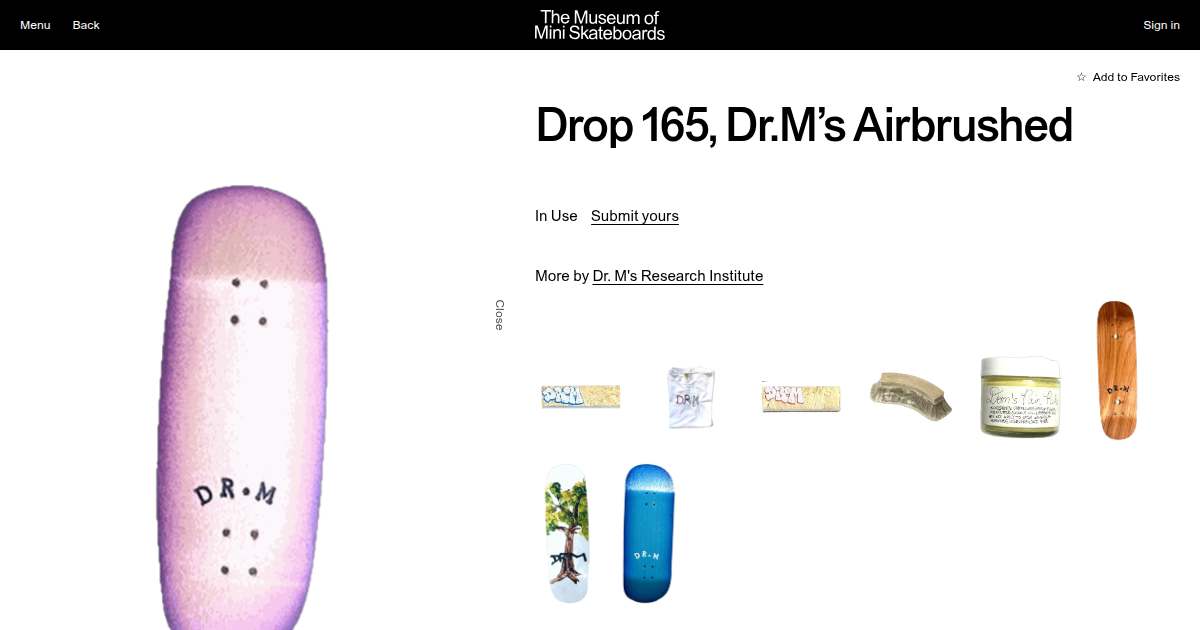 Menu
Back
The Museum of
Mini Skateboards
Sign in
☆ Add to Favorites
Drop 165, Dr.M’s Airbrushed
In Use Submit yours
More by Dr. M's Research Institute
Close
DR•M
DRM
DR•M
DR•M